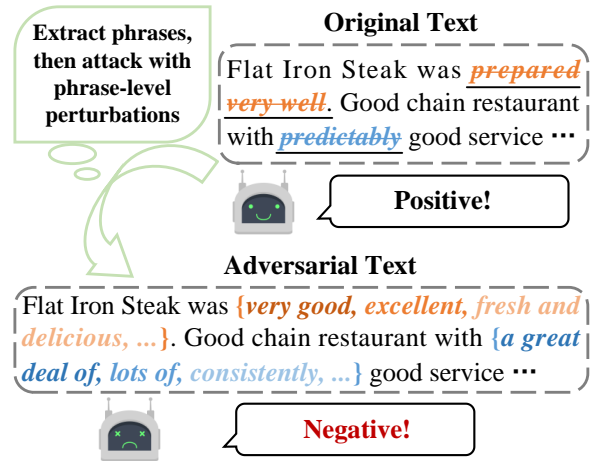 Extract phrases,
then attack with
phrase-level
perturbations
Original Text
Flat Iron Steak was prepared
very well. Good chain restaurant
with predictably good service ···
Positive!
Adversarial Text
Flat Iron Steak was {very good, excellent, fresh and
delicious, ...}. Good chain restaurant with {a great
deal of, lots of, consistently, ...} good service ···
Negative!